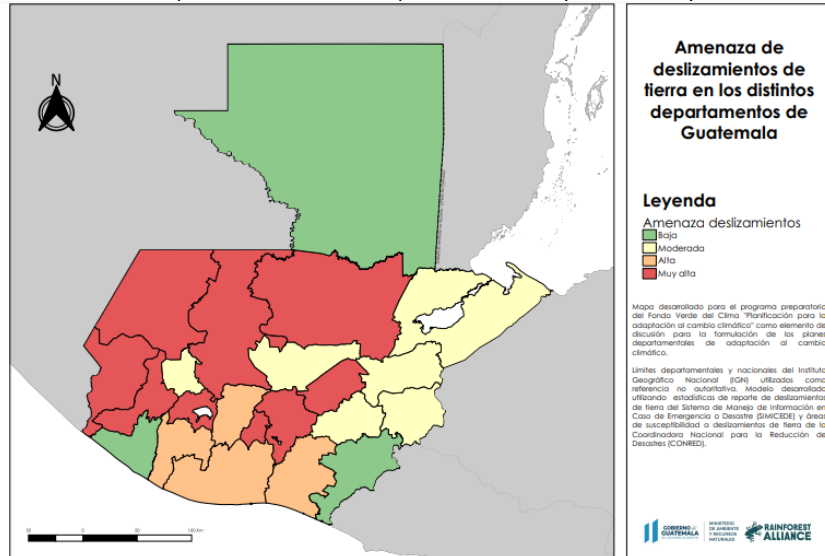 N
50
0
50
100 Km
Amenaza de
deslizamientos de
tierra en los distintos
departamentos de
Guatemala
Leyenda
Amenaza deslizamientos
Baja
Moderada
Alta
Muy alta
Mapa desarrollado para el programa preparatorio
del Fondo Verde del Clima "Planificación para la
adaptación al cambio climático" como elemento de
discusión para la formulación de los planes
departamentales de adaptación al cambio
climático.
Límites departamentales y nacionales del Instituto
Geográfico Nacional (IGN) utilizadas como
referencia no autoritativa. Modelo desarrollado
utilizando estadísticas de reporte de deslizamientos
de tierra del Sistema de Manejo de Información en
Caso de Emergencia o Desastre (SIMICEDE) y áreas
de susceptibilidad a deslizamientos de tierra de la
Coordinadora Nacional para la Reducción de
Desastres (CONRED).
GOBIERNO de
GUATEMALA
MINISTERIO
DE AMBIENTE
Y RECURSOS
NATURALES
RAINFOREST
ALLIANCE